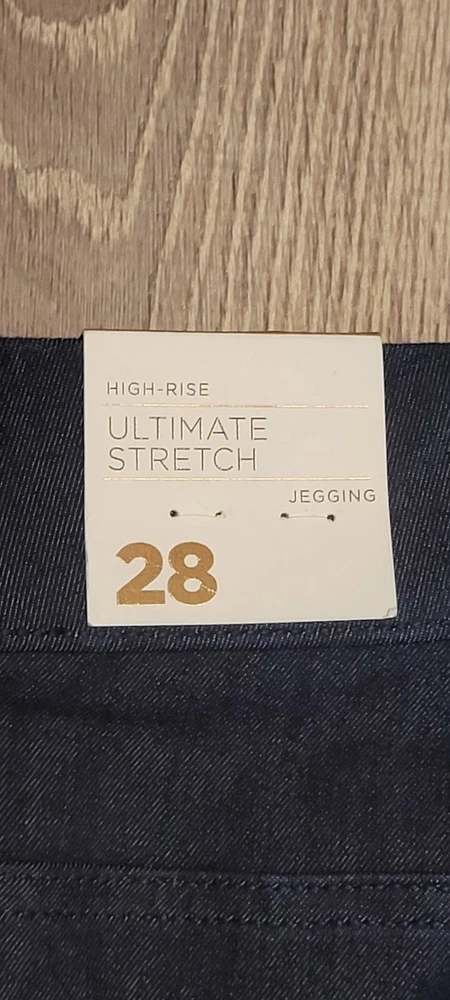 HIGH-RISE
ULTIMATE
STRETCH
JEGGING
28